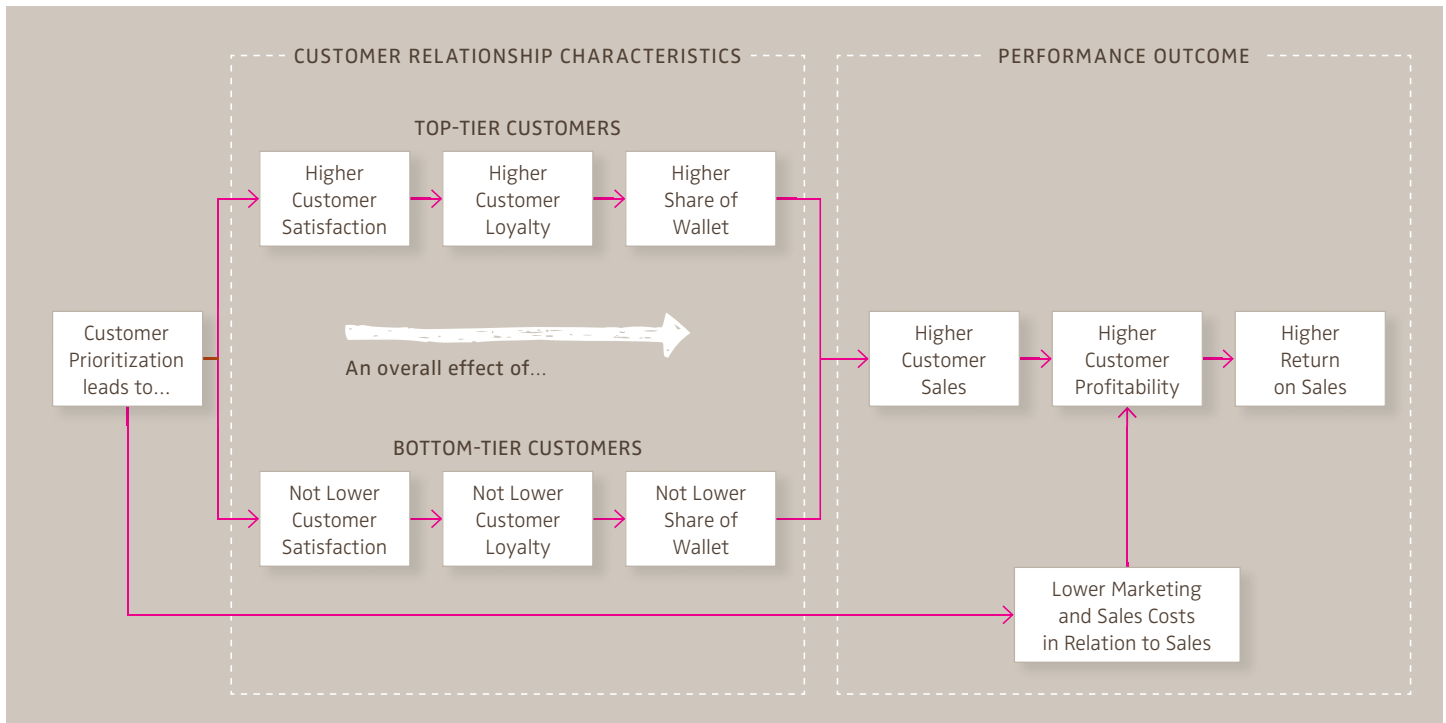 CUSTOMER RELATIONSHIP CHARACTERISTICS
PERFORMANCE OUTCOME
TOP-TIER CUSTOMERS
Higher
Customer
Satisfaction
Higher
Customer
Loyalty
Higher
Share of
Wallet
Customer
Prioritization
leads to...
An overall effect of...
Higher
Customer
Sales
Higher
Customer
Profitability
Higher
Return
on Sales
BOTTOM-TIER CUSTOMERS
Not Lower
Customer
Satisfaction
Not Lower
Customer
Loyalty
Not Lower
Share of
Wallet
Lower Marketing
and Sales Costs
in Relation to Sales